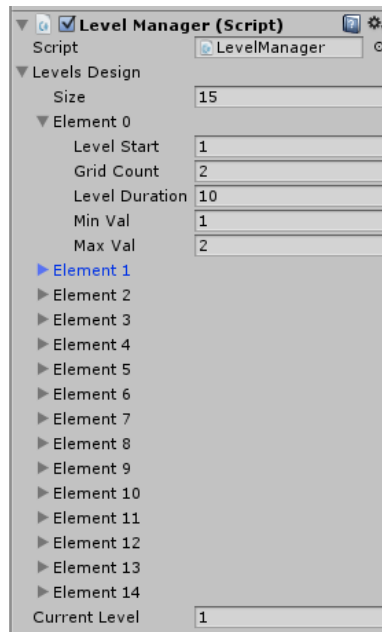 Level Manager (Script)
Script LevelManager
Levels Design
Size 15
Element 0
Level Start 1
Grid Count 2
Level Duration 10
Min Val 1
Max Val 2
Element 1
Element 2
Element 3
Element 4
Element 5
Element 6
Element 7
Element 8
Element 9
Element 10
Element 11
Element 12
Element 13
Element 14
Current Level 1